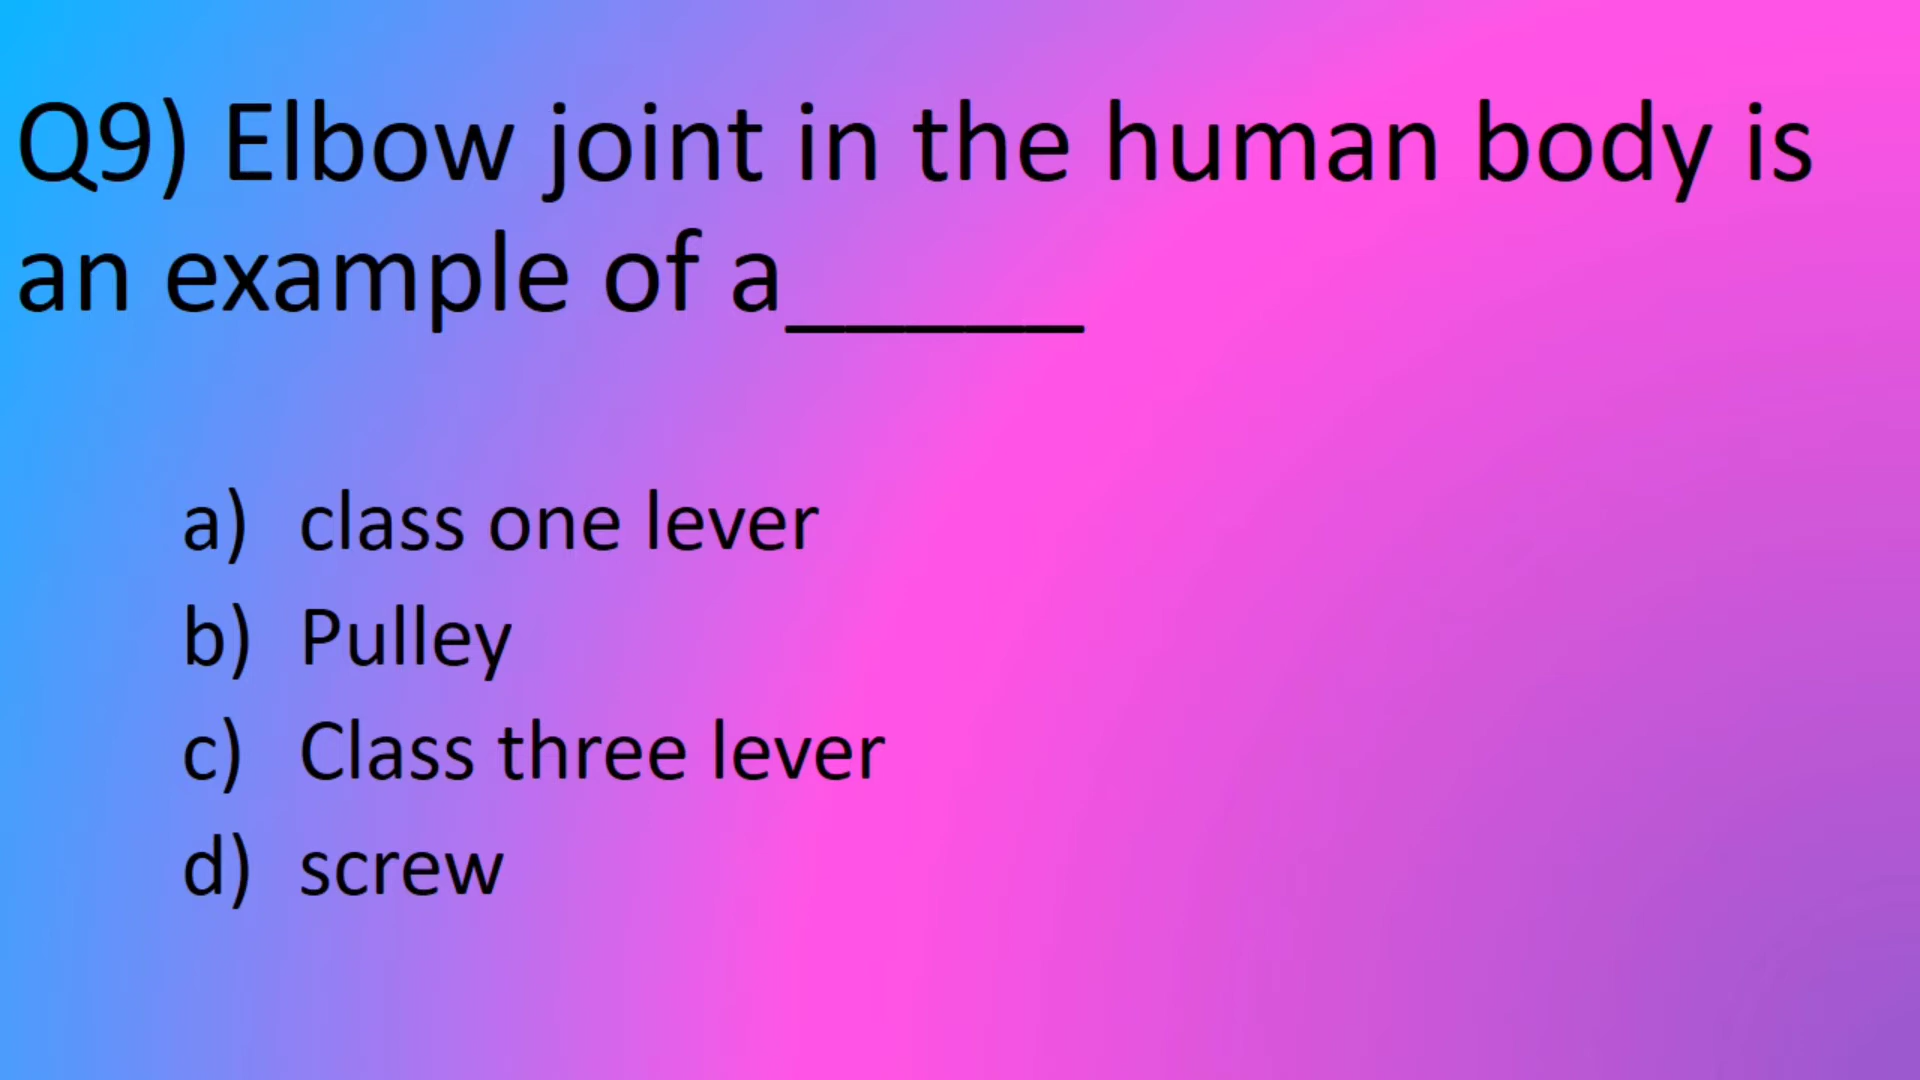 Q9) Elbow joint in the human body is
an example of a_____
a) class one lever
b) Pulley
c) Class three lever
d) screw